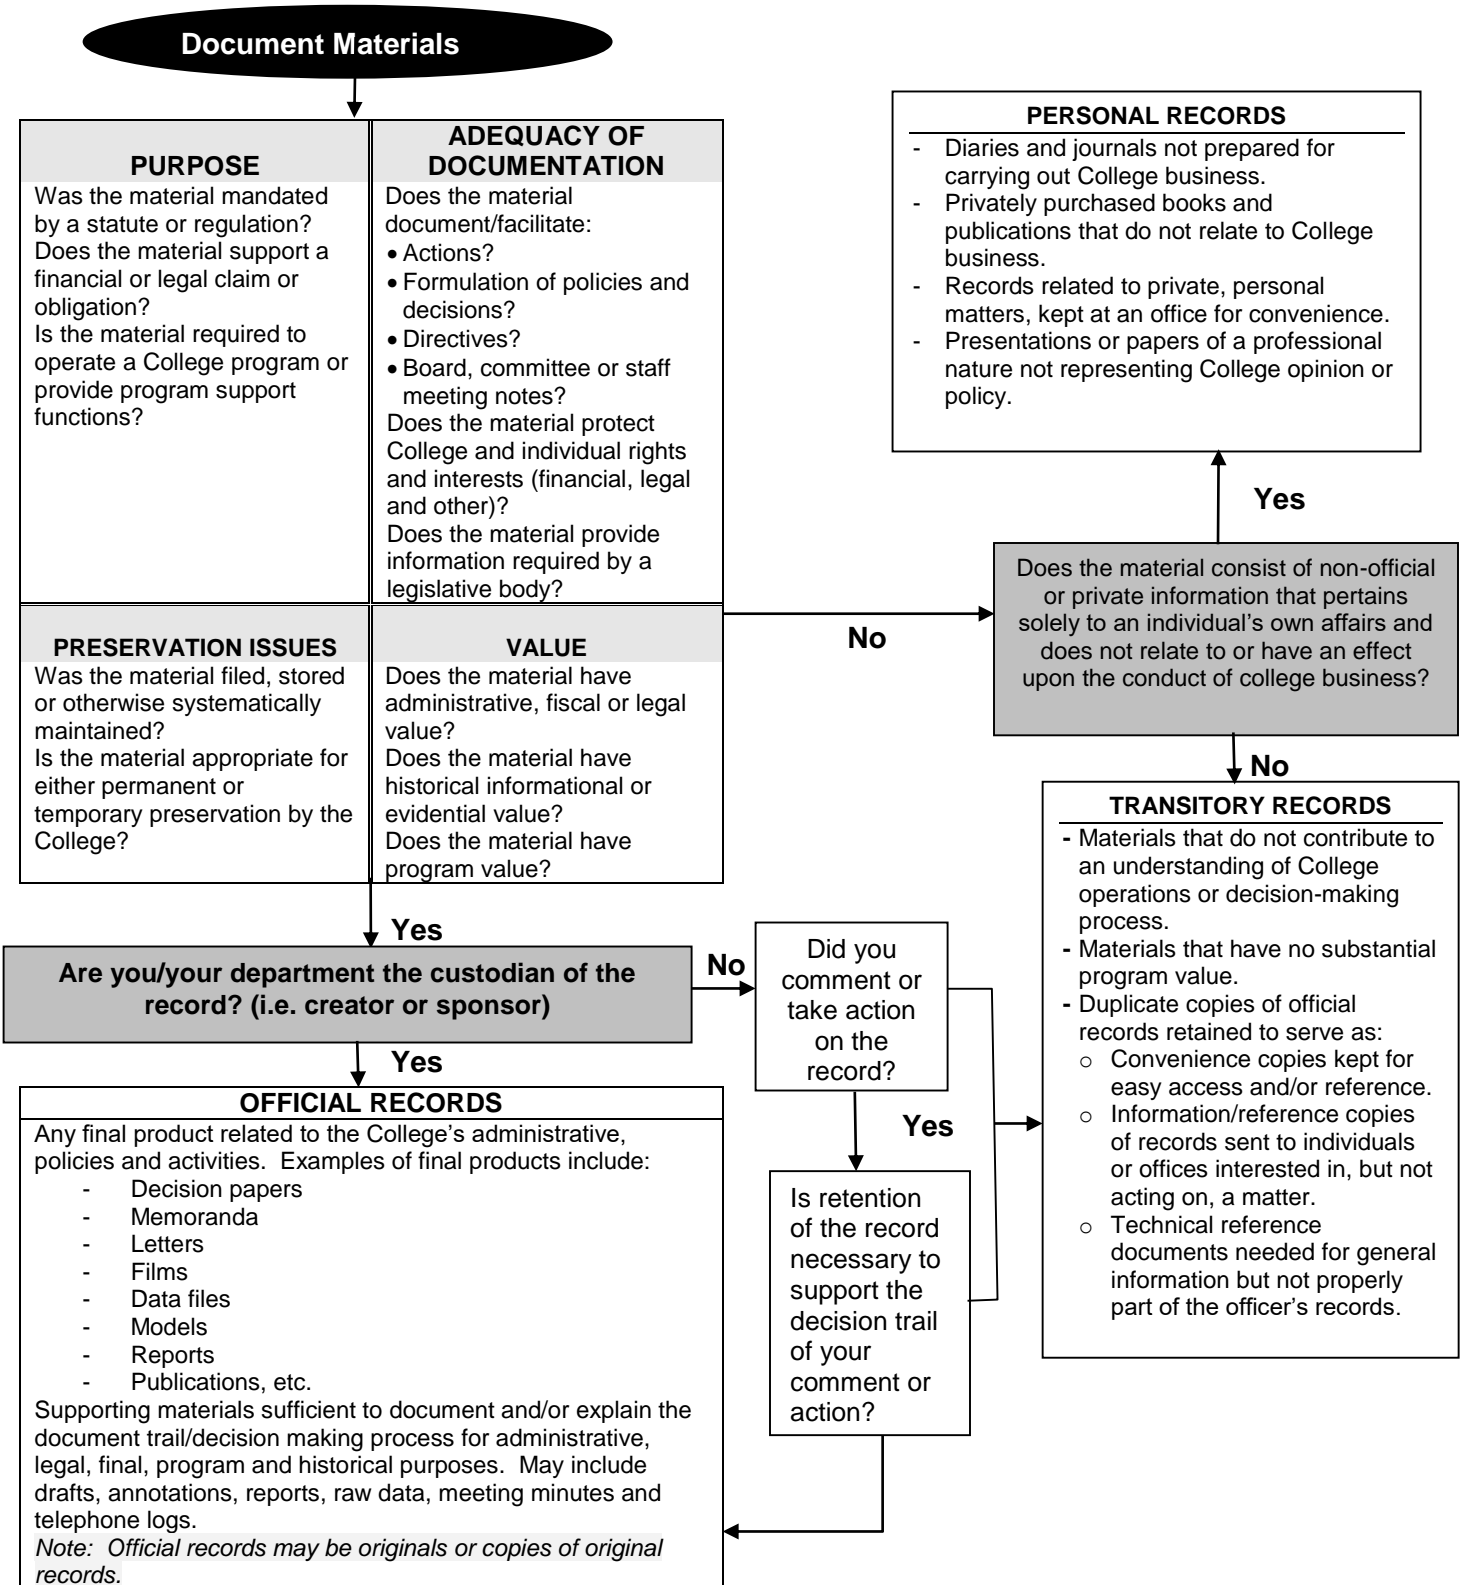 Document Materials
PURPOSE
Was the material mandated
by a statute or regulation?
Does the material support a
financial or legal claim or
obligation?
Is the material required to
operate a College program or
provide program support
functions?
ADEQUACY OF
DOCUMENTATION
Does the material
document/facilitate:
• Actions?
• Formulation of policies and
decisions?
• Directives?
• Board, committee or staff
meeting notes?
Does the material protect
College and individual rights
and interests (financial, legal
and other)?
Does the material provide
information required by a
legislative body?
PRESERVATION ISSUES
Was the material filed, stored
or otherwise systematically
maintained?
Is the material appropriate for
either permanent or
temporary preservation by the
College?
VALUE
Does the material have
administrative, fiscal or legal
value?
Does the material have
historical informational or
evidential value?
Does the material have
program value?
No
Does the material consist of non-official
or private information that pertains
solely to an individual's own affairs and
does not relate to or have an effect
upon the conduct of college business?
Yes
PERSONAL RECORDS
- Diaries and journals not prepared for
carrying out College business.
- Privately purchased books and
publications that do not relate to College
business.
- Records related to private, personal
matters, kept at an office for convenience.
- Presentations or papers of a professional
nature not representing College opinion or
policy.
No
TRANSITORY RECORDS
- Materials that do not contribute to
an understanding of College
operations or decision-making
process.
- Materials that have no substantial
program value.
- Duplicate copies of official
records retained to serve as:
o Convenience copies kept for
easy access and/or reference.
o Information/reference copies
of records sent to individuals
or offices interested in, but not
acting on, a matter.
o Technical reference
documents needed for general
information but not properly
part of the officer's records.
Yes
Are you/your department the custodian of the
record? (i.e. creator or sponsor)
No
Did you
comment or
take action
on the
record?
Yes
Is retention
of the record
necessary to
support the
decision trail
of your
comment or
action?
Yes
OFFICIAL RECORDS
Any final product related to the College's administrative,
policies and activities. Examples of final products include:
- Decision papers
- Memoranda
- Letters
- Films
- Data files
- Models
- Reports
- Publications, etc.
Supporting materials sufficient to document and/or explain the
document trail/decision making process for administrative,
legal, final, program and historical purposes. May include
drafts, annotations, reports, raw data, meeting minutes and
telephone logs.
Note: Official records may be originals or copies of original
records.